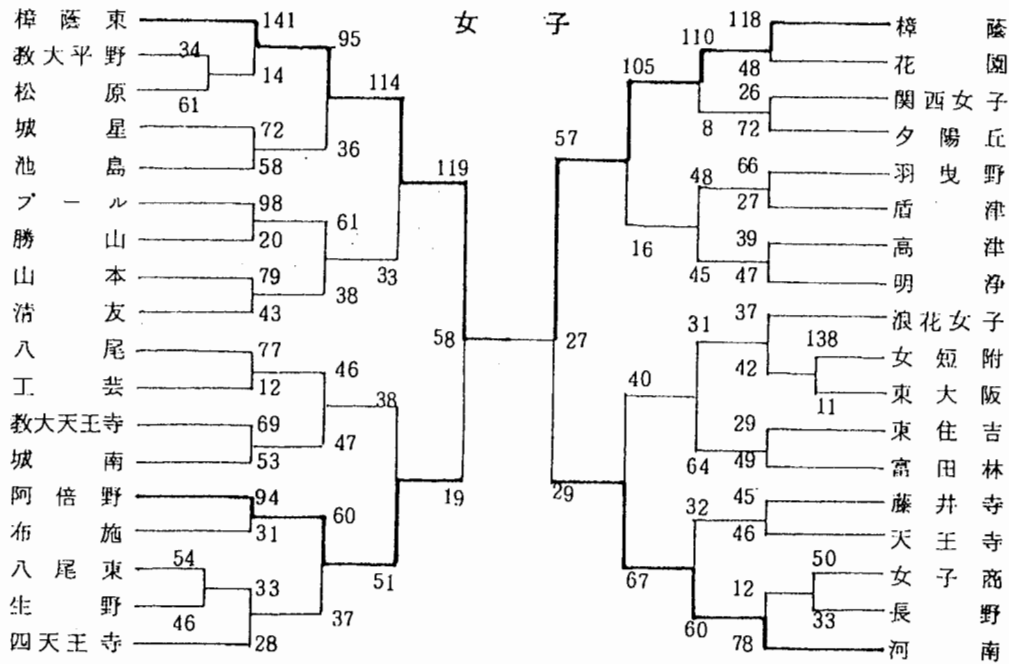 女子
樟蔭東
教大平野
松原
城星
池島
プール
勝山
山本
清友
八尾
工芸
教大天王寺
城南
阿倍野
布施
八尾東
生野
四天王寺
34
61
141
14
72
58
98
20
79
43
77
12
69
53
94
31
54
46
33
28
95
36
61
38
46
47
60
37
114
33
38
51
119
19
58
27
57
29
105
16
40
67
110
8
48
45
31
64
32
60
118
48
26
72
66
27
39
47
37
42
138
11
29
49
45
46
12
78
50
33
樟蔭
花園
関西女子
夕陽丘
羽曳野
盾津
高津
明浄
浪花女子
女短附
東大阪
東住吉
富田林
藤井寺
天王寺
女子商
長野
河南